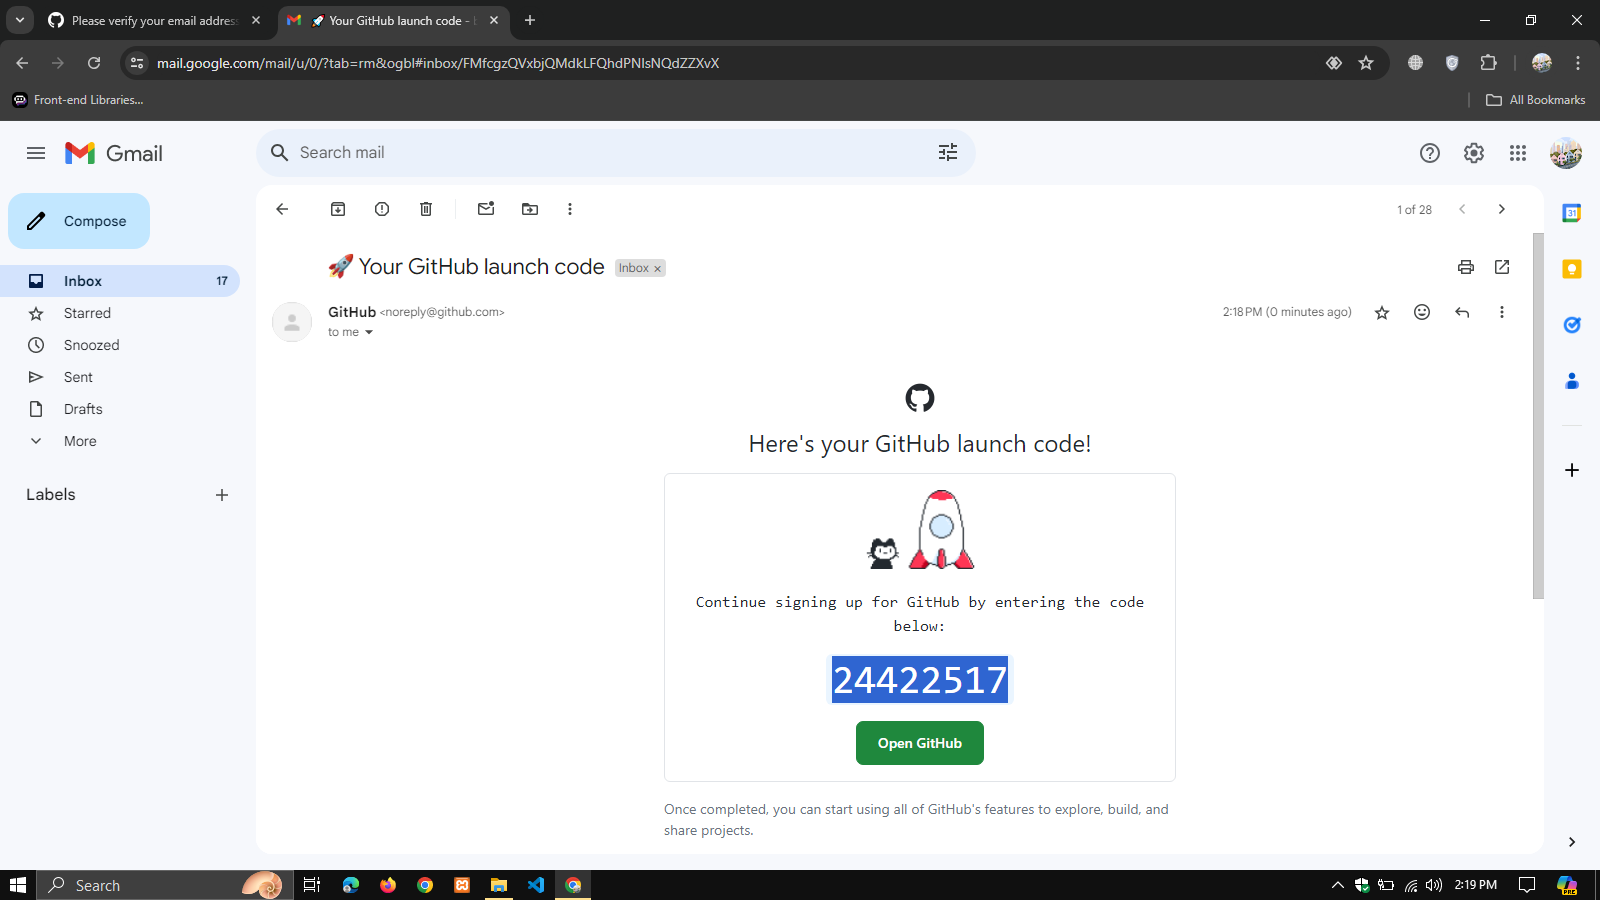 Please verify your email addres
🚀 Your GitHub launch code -
mail.google.com/mail/u/0/?tab=rm&ogbl#inbox/FMfcgzQVxbjQMdkLFQhdPNIsNQdZZXvX
Front-end Libraries...
All Bookmarks
Gmail
Search mail
Compose
1 of 28
🚀 Your GitHub launch code
Inbox ×
Inbox 17
Starred
Snoozed
Sent
Drafts
More
Labels
GitHub <noreply@github.com>
2:18 PM (0 minutes ago)
to me
Here's your GitHub launch code!
Continue signing up for GitHub by entering the code
below:
24422517
Open GitHub
Once completed, you can start using all of GitHub's features to explore, build, and
share projects.
31
Search
2:19 PM
PRE